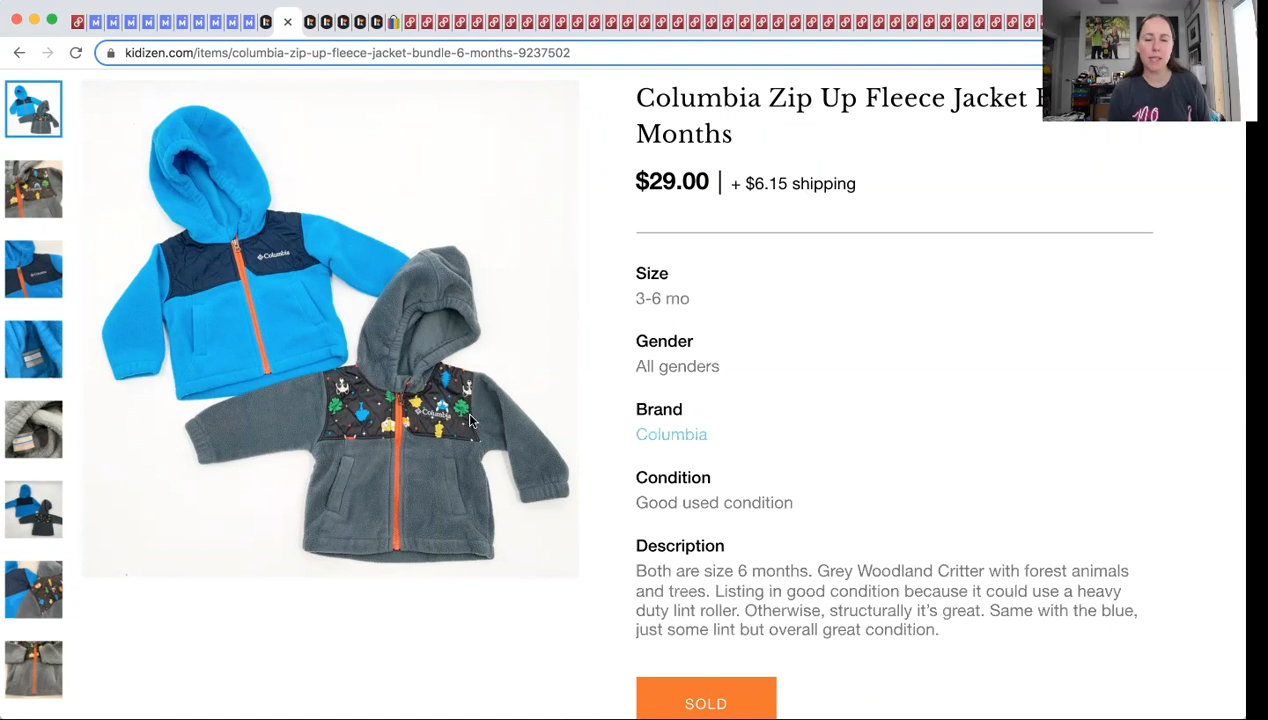 kidizen.com/items/columbia-zip-up-fleece-jacket-bundle-6-months-9237502
Columbia Zip Up Fleece Jacket
Months
$29.00 | + $6.15 shipping
Size
3-6 mo
Gender
All genders
Brand
Columbia
Condition
Good used condition
Description
Both are size 6 months. Grey Woodland Critter with forest animals
and trees. Listing in good condition because it could use a heavy
duty lint roller. Otherwise, structurally it's great. Same with the blue,
just some lint but overall great condition.
SOLD
Columbia
Columbia
no